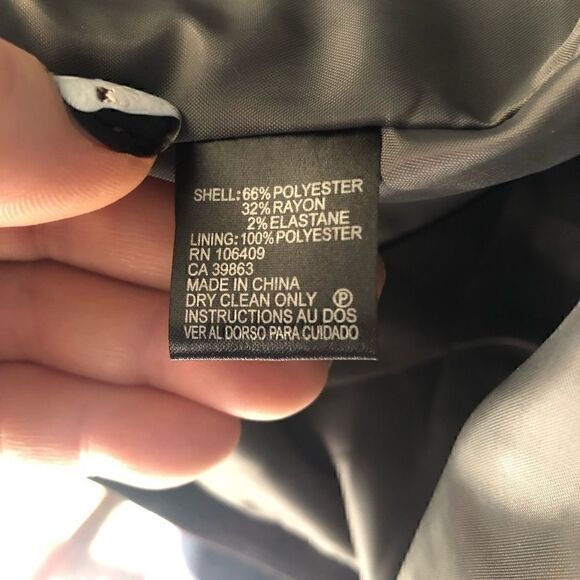 SHELL: 66% POLYESTER
32% RAYON
2% ELASTANE
LINING: 100% POLYESTER
RN 106409
CA 39863
MADE IN CHINA
DRY CLEAN ONLY Ⓟ
INSTRUCTIONS AU DOS
VER AL DORSO PARA CUIDADO